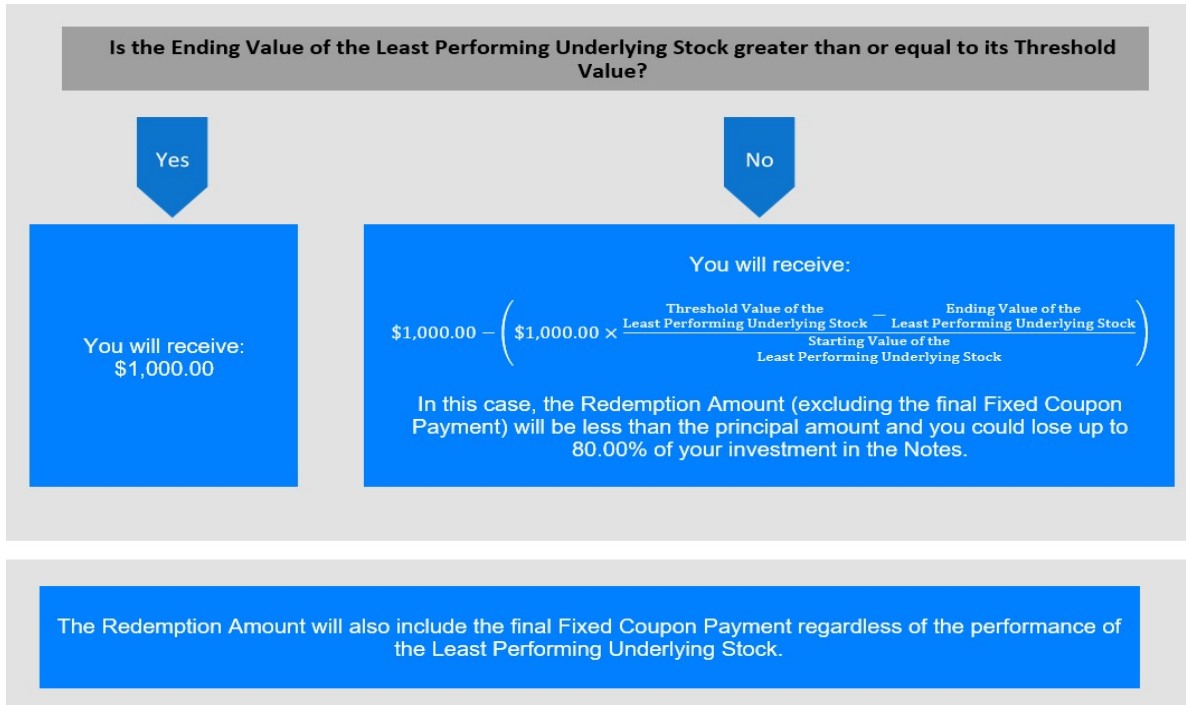 Is the Ending Value of the Least Performing Underlying Stock greater than or equal to its Threshold
Value?
Yes
No
You will receive:
$1,000.00
You will receive:
$1,000.00 − ($1,000.00 × (Threshold Value of the Least Performing Underlying Stock − Ending Value of the Least Performing Underlying Stock) / Starting Value of the Least Performing Underlying Stock)
In this case, the Redemption Amount (excluding the final Fixed Coupon
Payment) will be less than the principal amount and you could lose up to
80.00% of your investment in the Notes.
The Redemption Amount will also include the final Fixed Coupon Payment regardless of the performance of
the Least Performing Underlying Stock.